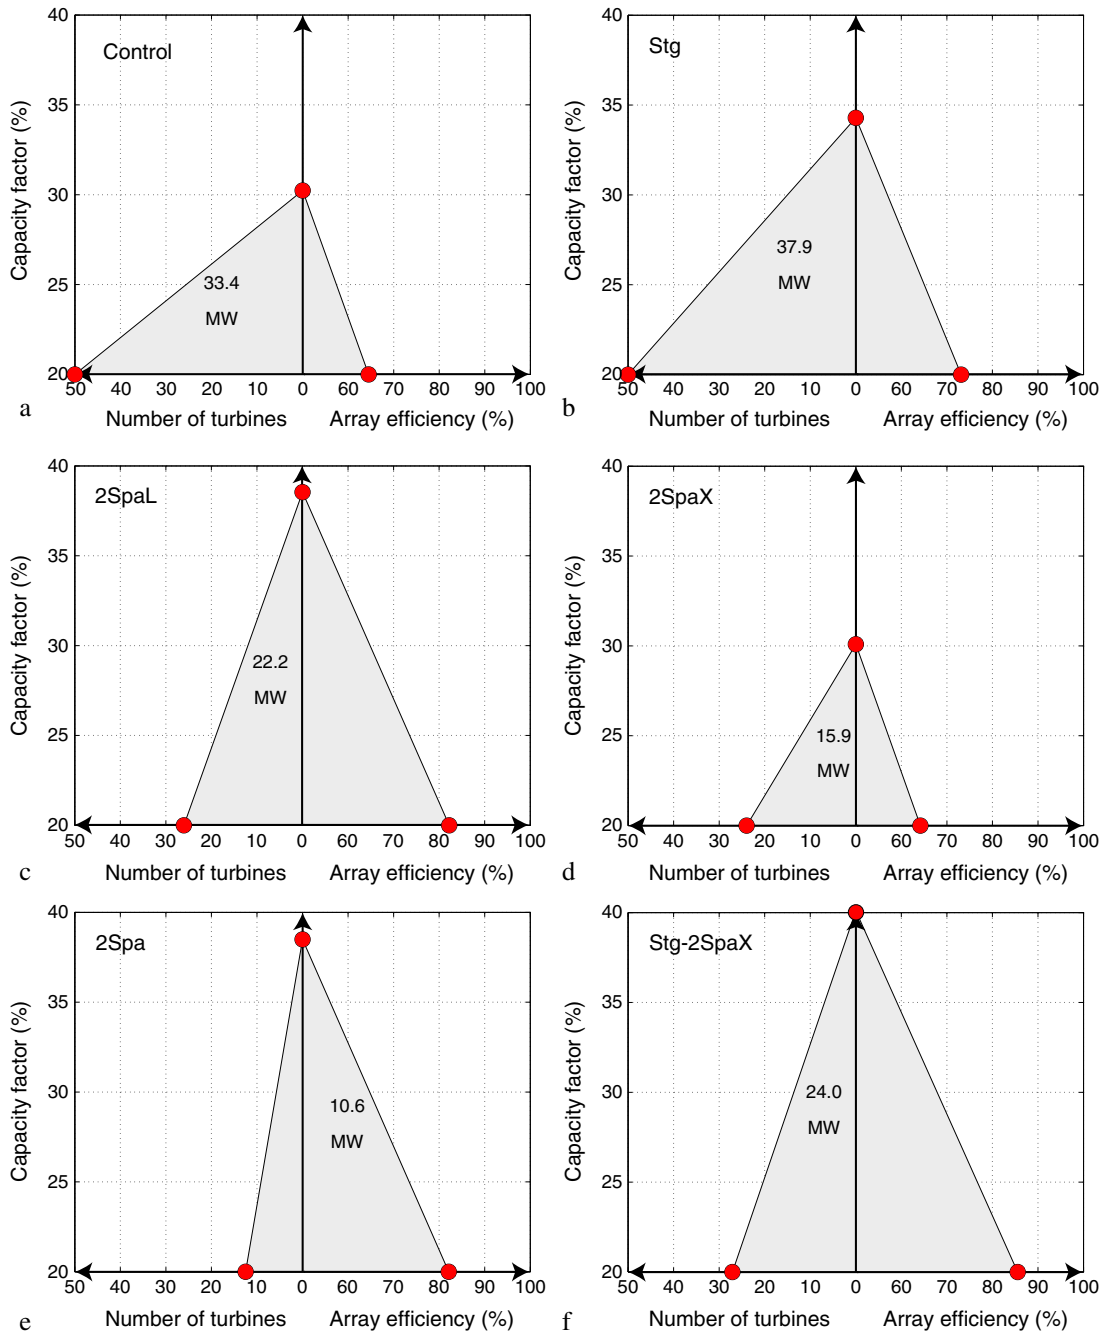 40
Control
35
30
25
20
Capacity factor (%)
33.4
MW
50 40 30 20 10 0 60 70 80 90 100
Number of turbines Array efficiency (%)
a
40
Stg
35
30
25
20
Capacity factor (%)
37.9
MW
50 40 30 20 10 0 60 70 80 90 100
Number of turbines Array efficiency (%)
b
40
2SpaL
35
30
25
20
Capacity factor (%)
22.2
MW
50 40 30 20 10 0 60 70 80 90 100
Number of turbines Array efficiency (%)
c
40
2SpaX
35
30
25
20
Capacity factor (%)
15.9
MW
50 40 30 20 10 0 60 70 80 90 100
Number of turbines Array efficiency (%)
d
40
2Spa
35
30
25
20
Capacity factor (%)
10.6
MW
50 40 30 20 10 0 60 70 80 90 100
Number of turbines Array efficiency (%)
e
40
Stg-2SpaX
35
30
25
20
Capacity factor (%)
24.0
MW
50 40 30 20 10 0 60 70 80 90 100
Number of turbines Array efficiency (%)
f